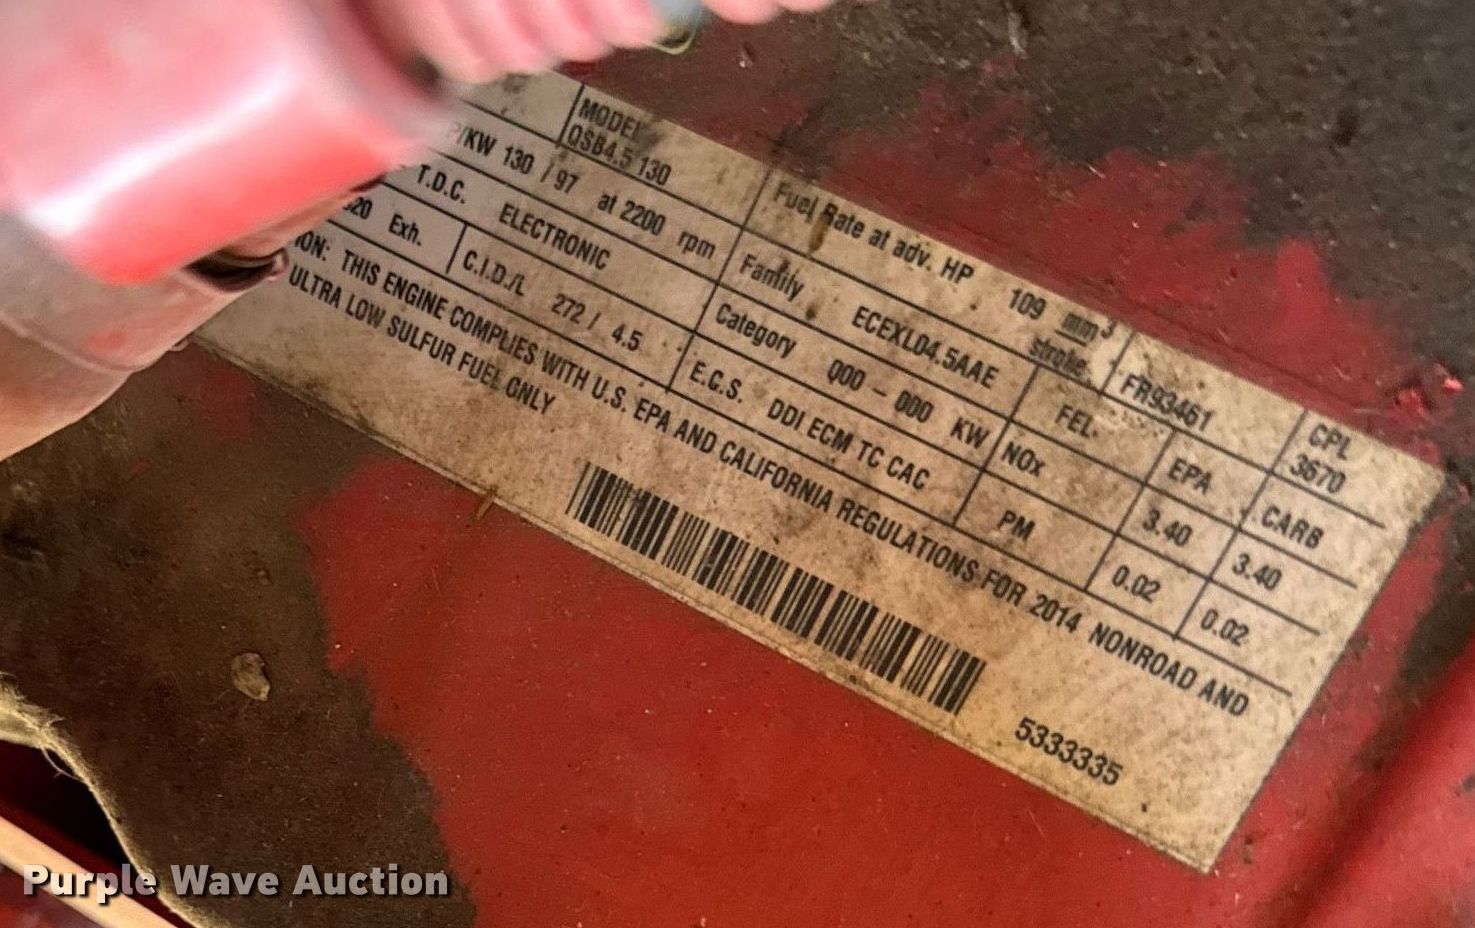 MODEL
QSB4.5 130
Fuel Rate at adv. HP 109 mm³
stroke
FR93461
CPL
3670
/KW 130 / 97 at 2200 rpm
Family ECEXL04.5AAE
FEL
EPA
CARB
T.D.C. ELECTRONIC
Category 000 - 000 KW
NOx
3.40
3.40
Exh.
C.I.D./L 272 / 4.5
E.C.S. DDI ECM TC CAC
PM
0.02
0.02
THIS ENGINE COMPLIES WITH U.S. EPA AND CALIFORNIA REGULATIONS FOR 2014 NONROAD AND
ULTRA LOW SULFUR FUEL ONLY
5333335
Purple Wave Auction